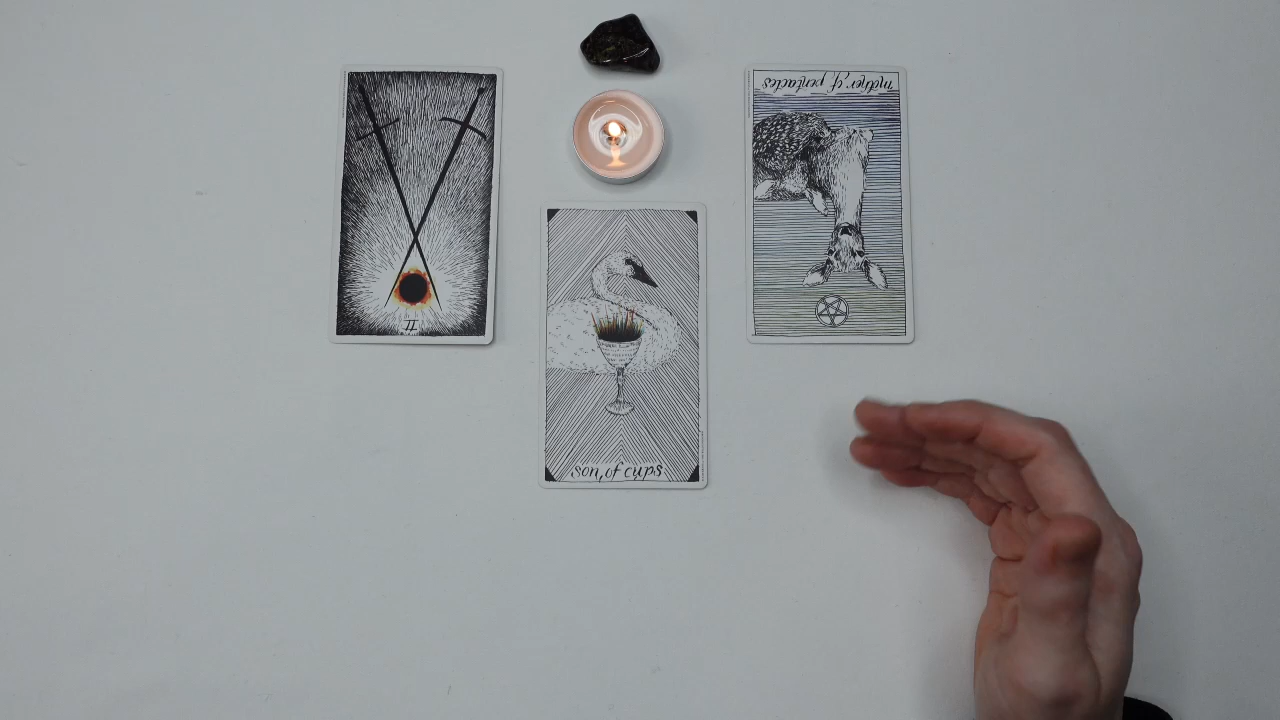 II
mother of pentacles
son of cups